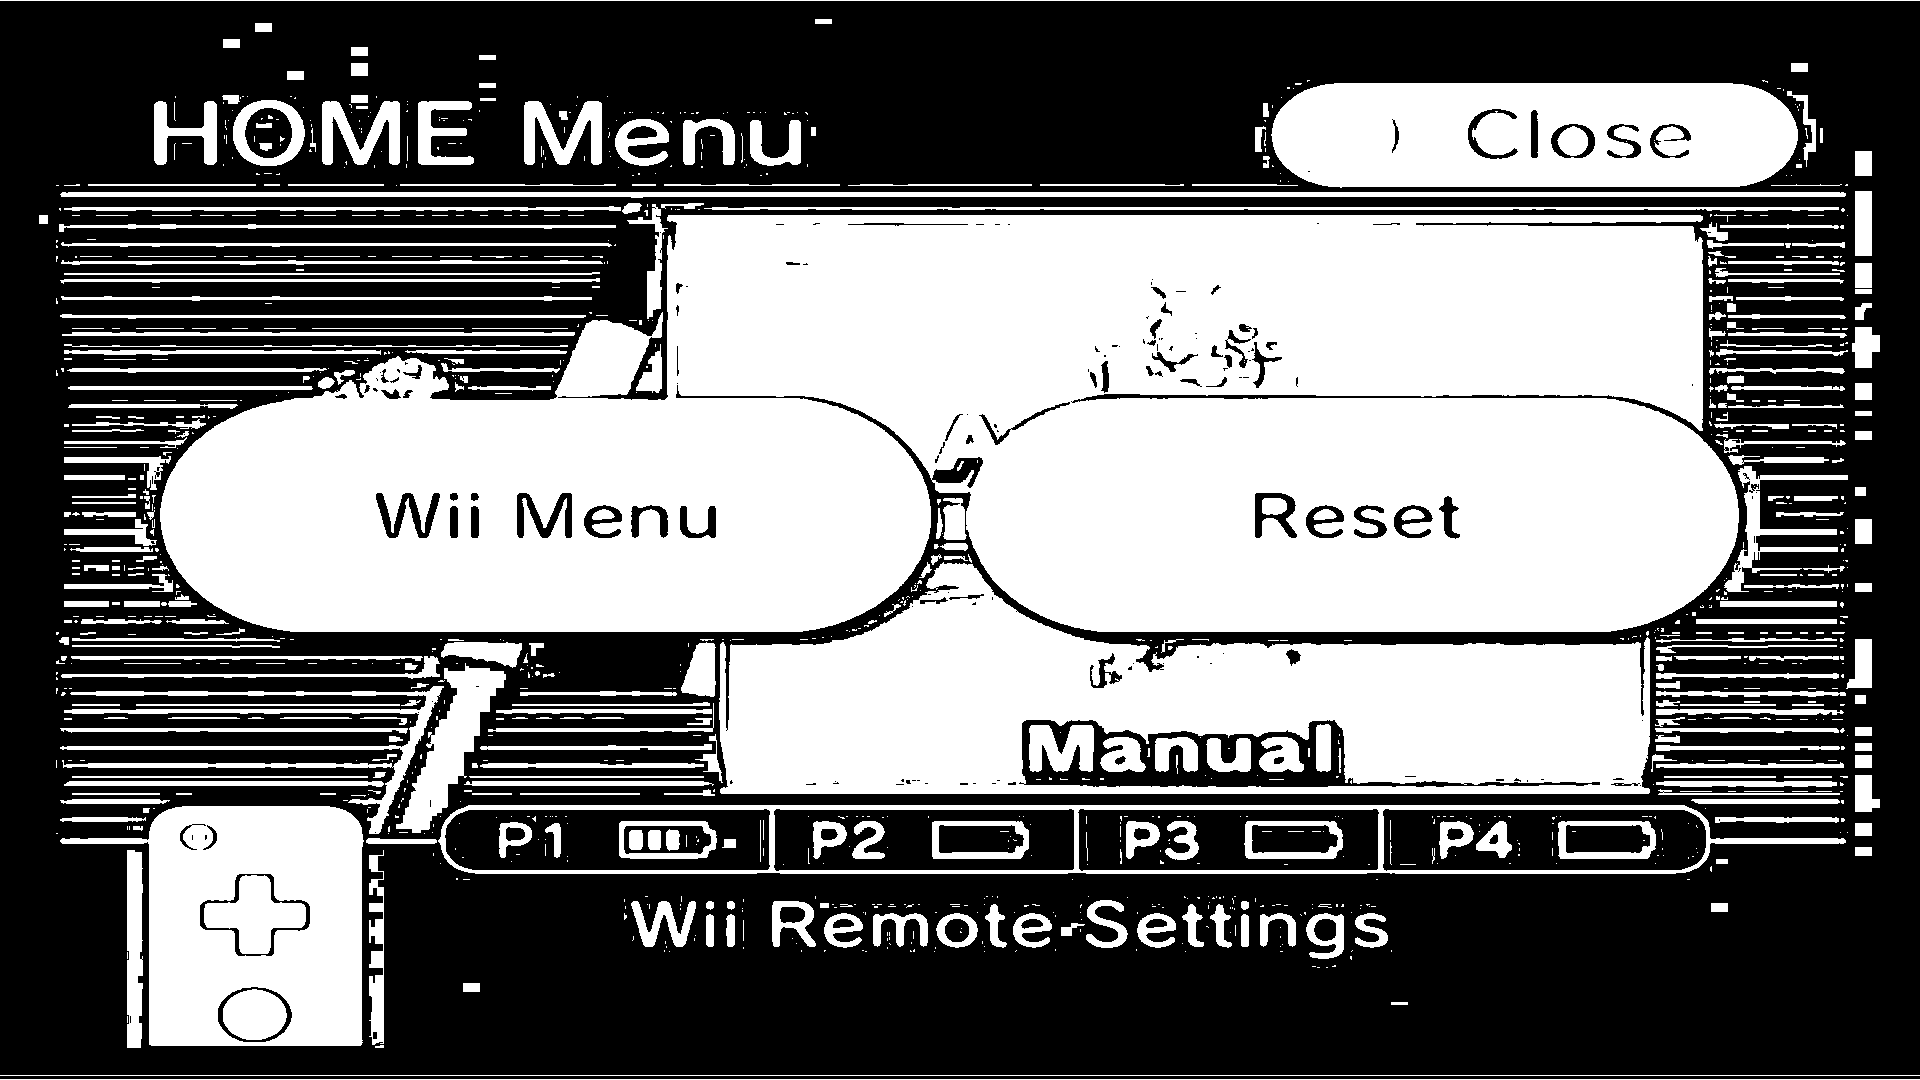 HOME Menu
Close
A
Wii Menu
Reset
Manual
P1
P2
P3
P4
Wii Remote Settings